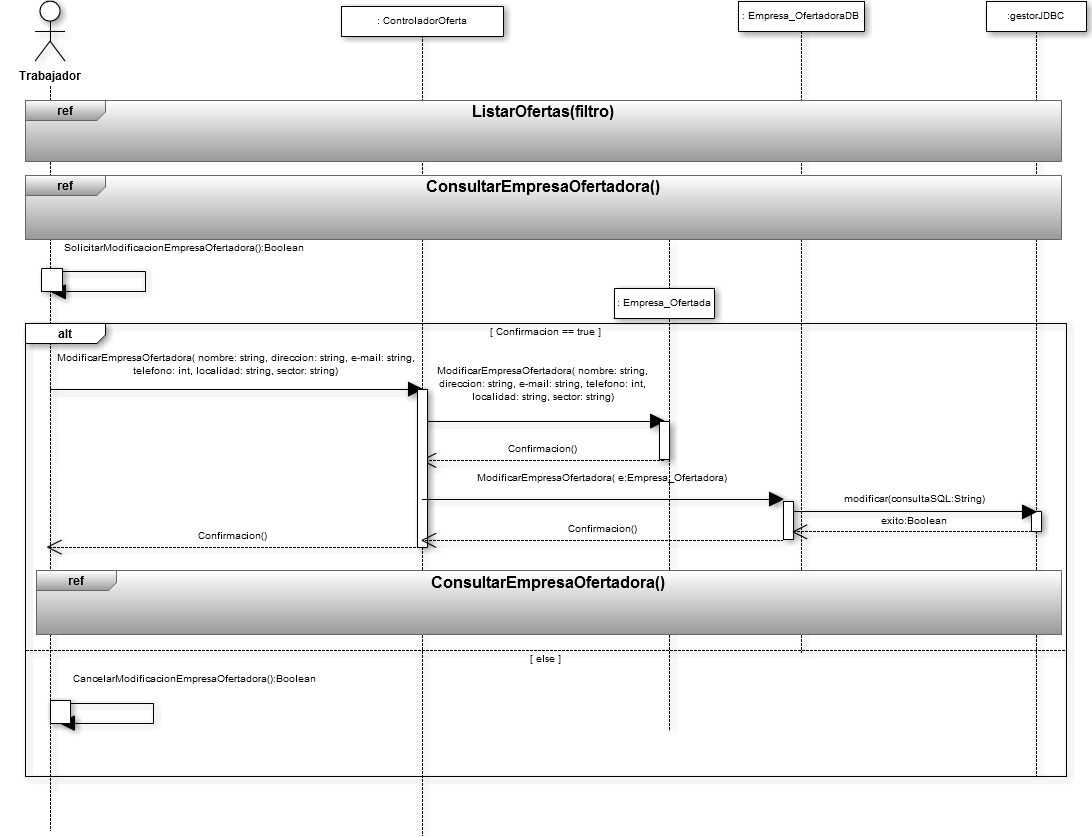 : ControladorOferta
: Empresa_OfertadoraDB
:gestorJDBC
Trabajador
ref
ListarOfertas(filtro)
ref
ConsultarEmpresaOfertadora()
SolicitarModificacionEmpresaOfertadora():Boolean
: Empresa_Ofertada
alt
[ Confirmacion == true ]
ModificarEmpresaOfertadora( nombre: string, direccion: string, e-mail: string,
telefono: int, localidad: string, sector: string)
ModificarEmpresaOfertadora( nombre: string,
direccion: string, e-mail: string, telefono: int,
localidad: string, sector: string)
Confirmacion()
ModificarEmpresaOfertadora( e:Empresa_Ofertadora)
modificar(consultaSQL:String)
exito:Boolean
Confirmacion()
Confirmacion()
ref
ConsultarEmpresaOfertadora()
[ else ]
CancelarModificacionEmpresaOfertadora():Boolean